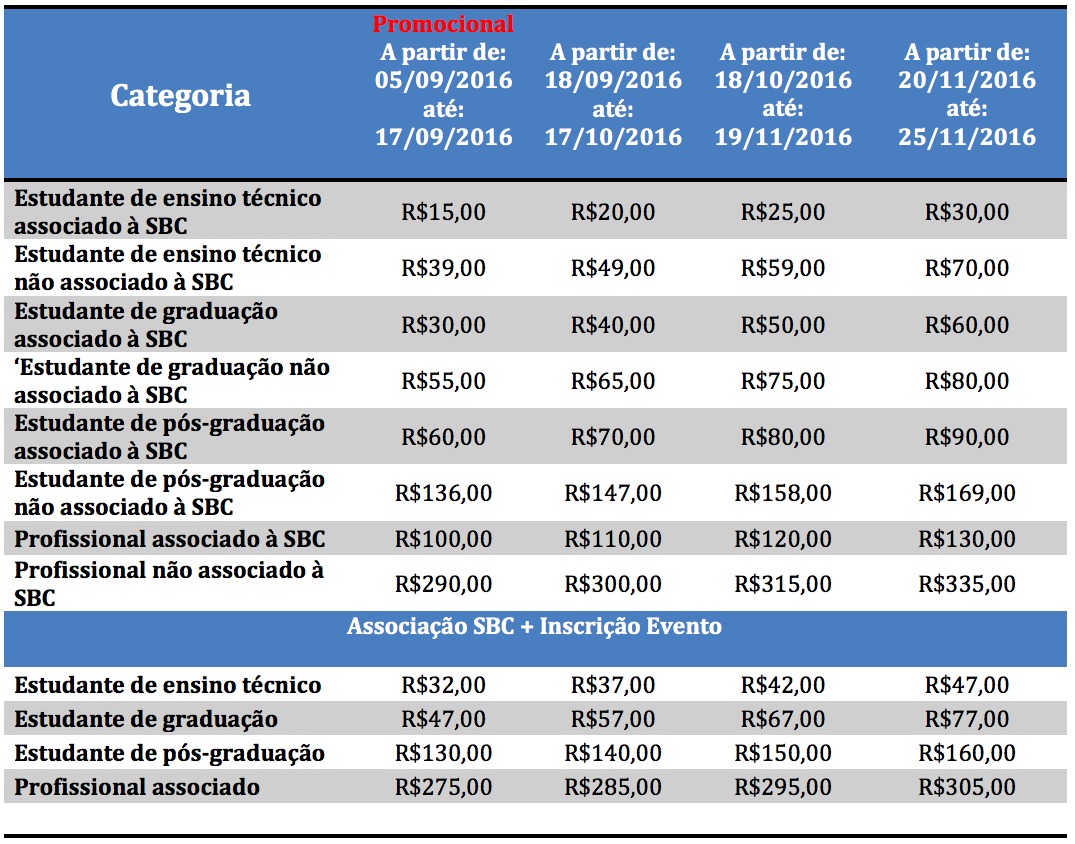 Categoria
Promocional
A partir de:
05/09/2016
até:
17/09/2016
A partir de:
18/09/2016
até:
17/10/2016
A partir de:
18/10/2016
até:
19/11/2016
A partir de:
20/11/2016
até:
25/11/2016
Estudante de ensino técnico
associado à SBC
R$15,00 R$20,00 R$25,00 R$30,00
Estudante de ensino técnico
não associado à SBC
R$39,00 R$49,00 R$59,00 R$70,00
Estudante de graduação
associado à SBC
R$30,00 R$40,00 R$50,00 R$60,00
‘Estudante de graduação não
associado à SBC
R$55,00 R$65,00 R$75,00 R$80,00
Estudante de pós-graduação
associado à SBC
R$60,00 R$70,00 R$80,00 R$90,00
Estudante de pós-graduação
não associado à SBC
R$136,00 R$147,00 R$158,00 R$169,00
Profissional associado à SBC R$100,00 R$110,00 R$120,00 R$130,00
Profissional não associado à
SBC
R$290,00 R$300,00 R$315,00 R$335,00
Associação SBC + Inscrição Evento
Estudante de ensino técnico R$32,00 R$37,00 R$42,00 R$47,00
Estudante de graduação R$47,00 R$57,00 R$67,00 R$77,00
Estudante de pós-graduação R$130,00 R$140,00 R$150,00 R$160,00
Profissional associado R$275,00 R$285,00 R$295,00 R$305,00